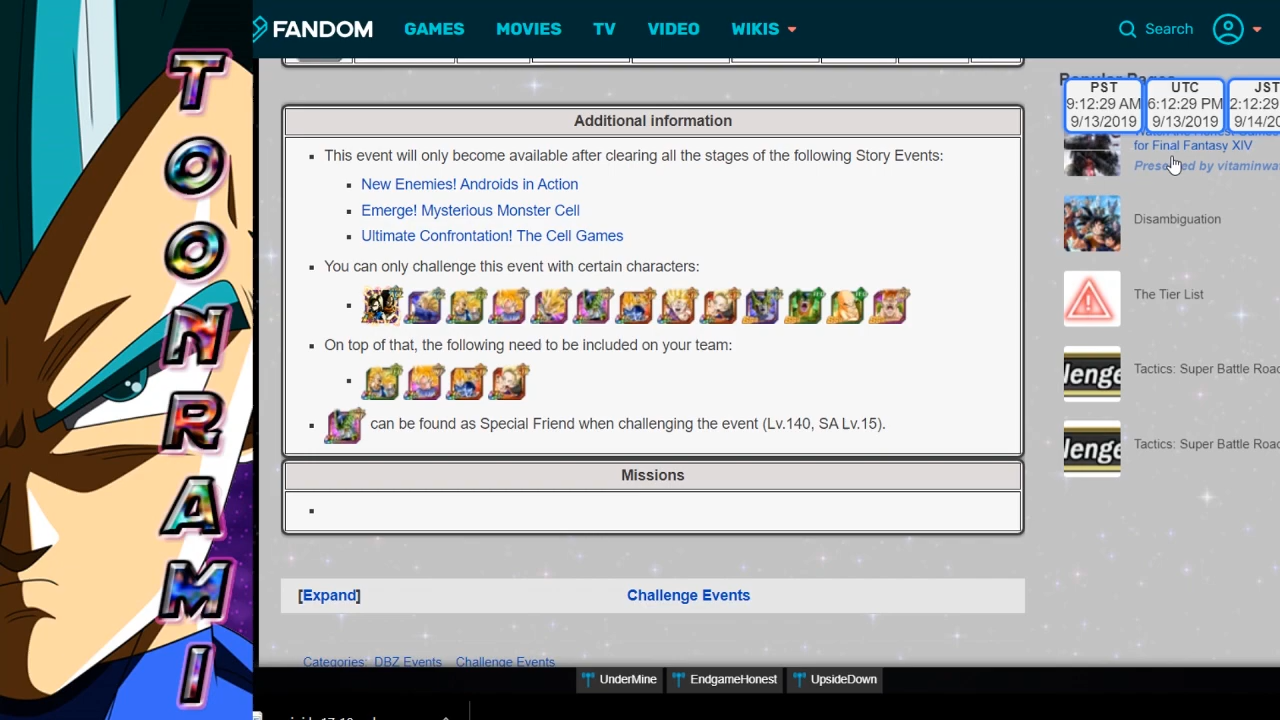 TOONRAMI
FANDOM
GAMES MOVIES TV VIDEO WIKIS
Search
Popular Pages
PST
9:12:29 AM
9/13/2019
UTC
6:12:29 PM
9/13/2019
JST
2:12:29
for Final Fantasy XIV
Disambiguation
The Tier List
Tactics: Super Battle Road
Tactics: Super Battle Road
Additional information
This event will only become available after clearing all the stages of the following Story Events:
New Enemies! Androids in Action
Emerge! Mysterious Monster Cell
Ultimate Confrontation! The Cell Games
You can only challenge this event with certain characters:
On top of that, the following need to be included on your team:
can be found as Special Friend when challenging the event (Lv.140, SA Lv.15).
Missions
[Expand]
Challenge Events
Categories: DBZ Events Challenge Events
UnderMine
EndgameHonest
UpsideDown